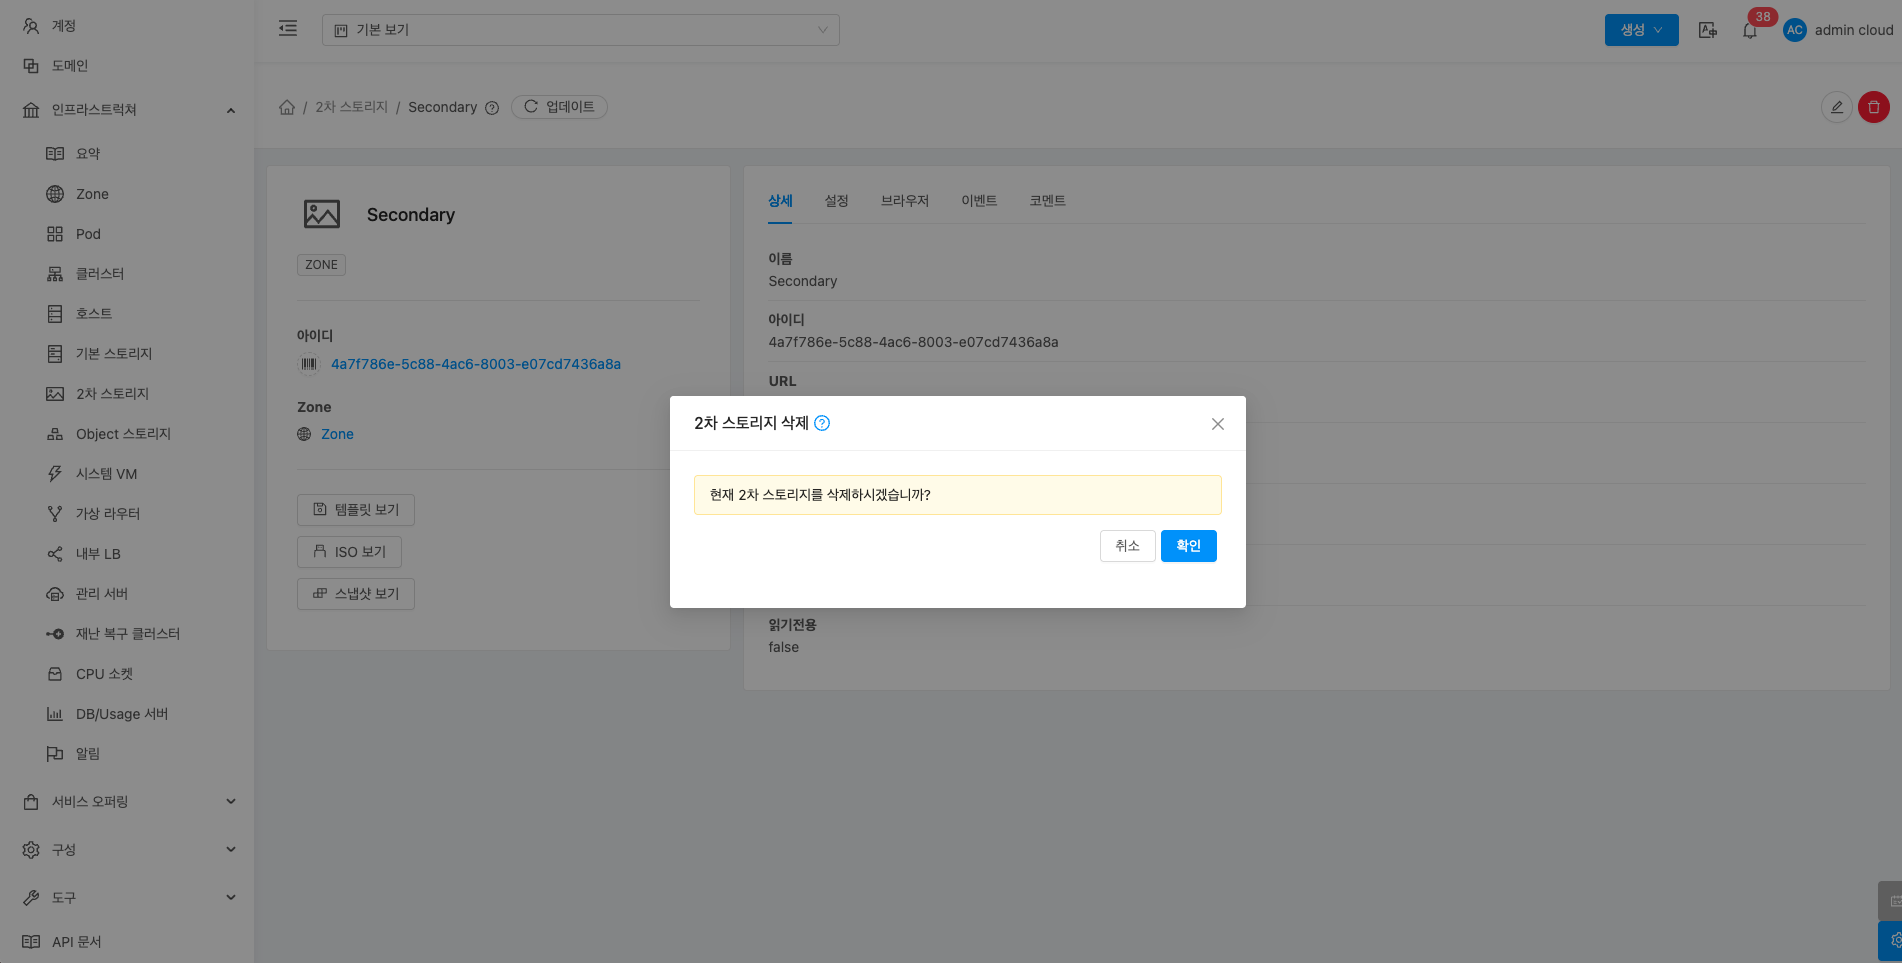 계정
도메인
인프라스트럭쳐
요약
Zone
Pod
클러스터
호스트
기본 스토리지
2차 스토리지
Object 스토리지
시스템 VM
가상 라우터
내부 LB
관리 서버
재난 복구 클러스터
CPU 소켓
DB/Usage 서버
알림
서비스 오퍼링
구성
도구
API 문서
기본 보기
생성
38
AC
admin cloud
/ 2차 스토리지 / Secondary
업데이트
Secondary
ZONE
아이디
4a7f786e-5c88-4ac6-8003-e07cd7436a8a
Zone
Zone
템플릿 보기
ISO 보기
스냅샷 보기
상세 설정 브라우저 이벤트 코멘트
이름
Secondary
아이디
4a7f786e-5c88-4ac6-8003-e07cd7436a8a
URL
읽기전용
false
2차 스토리지 삭제
현재 2차 스토리지를 삭제하시겠습니까?
취소 확인